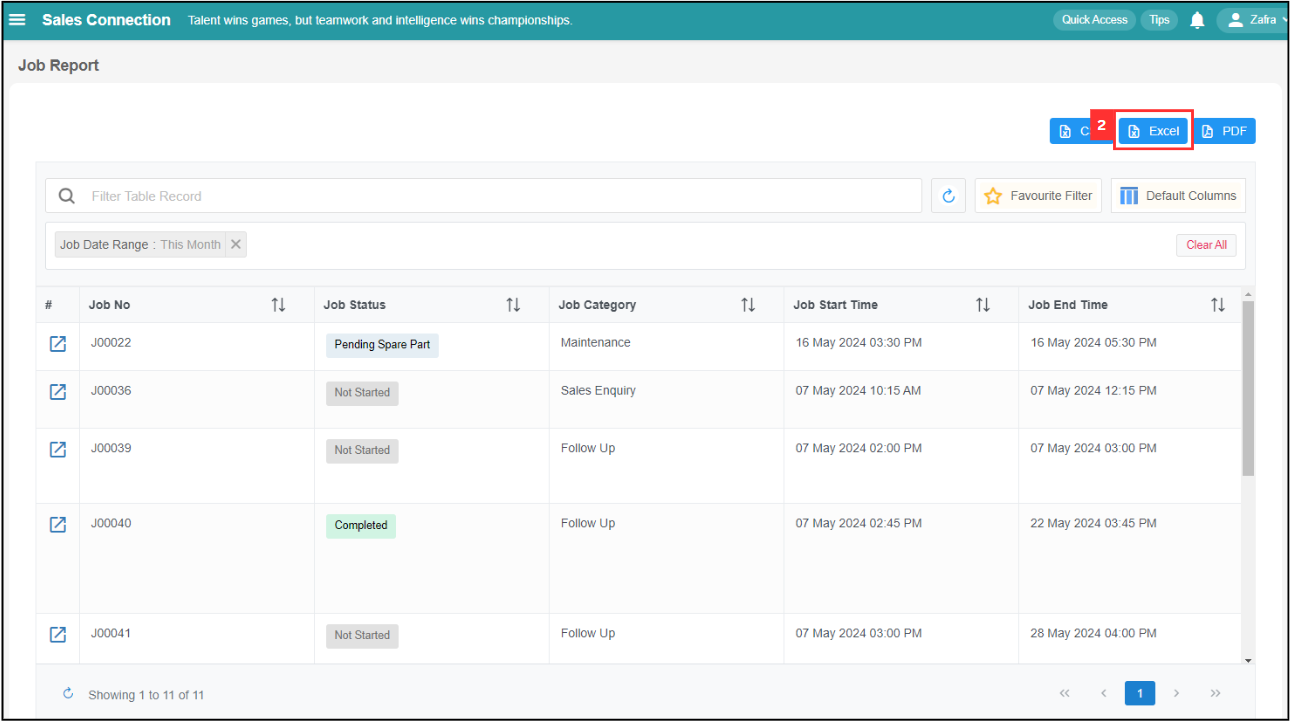 Sales Connection Talent wins games, but teamwork and intelligence wins championships. Quick Access Tips Zafra
Job Report
2 Excel PDF
Filter Table Record Favourite Filter Default Columns
Job Date Range : This Month Clear All
# Job No Job Status Job Category Job Start Time Job End Time
J00022 Pending Spare Part Maintenance 16 May 2024 03:30 PM 16 May 2024 05:30 PM
J00036 Not Started Sales Enquiry 07 May 2024 10:15 AM 07 May 2024 12:15 PM
J00039 Not Started Follow Up 07 May 2024 02:00 PM 07 May 2024 03:00 PM
J00040 Completed Follow Up 07 May 2024 02:45 PM 22 May 2024 03:45 PM
J00041 Not Started Follow Up 07 May 2024 03:00 PM 28 May 2024 04:00 PM
Showing 1 to 11 of 11 << < 1 > >>